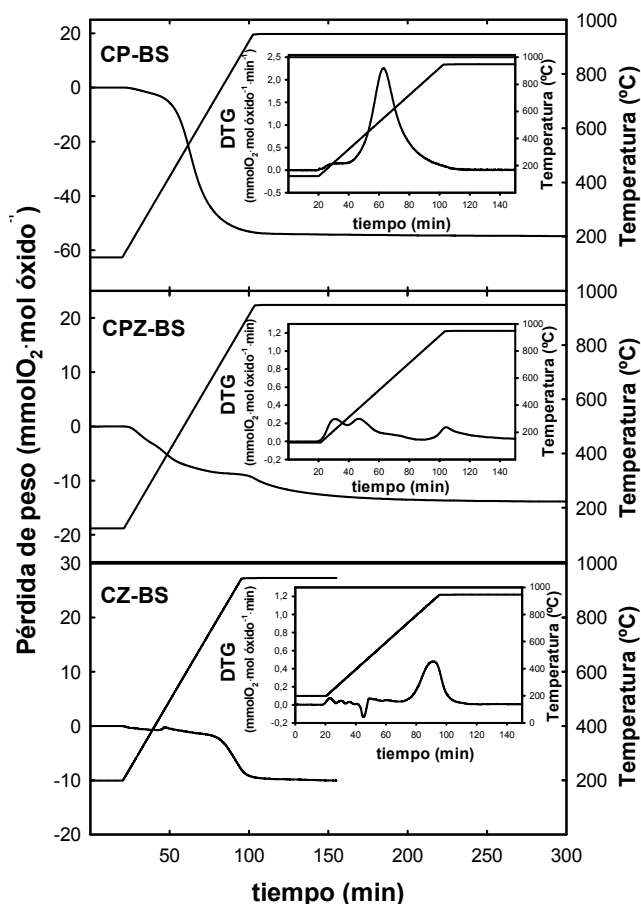 Pérdida de peso (mmolO₂·mol óxido⁻¹)
CP-BS
20
0
-20
-40
-60
1000
800
600
400
200
Temperatura (ºC)
DTG
(mmolO₂·mol óxido⁻¹·min⁻¹)
2,5
2,0
1,5
1,0
0,5
0,0
-0,5
1000
800
600
400
200
Temperatura (ºC)
20 40 60 80 100 120 140
tiempo (min)
CPZ-BS
20
10
0
-10
-20
1000
800
600
400
200
Temperatura (ºC)
DTG
(mmolO₂·mol óxido⁻¹·min)
1,2
1,0
0,8
0,6
0,4
0,2
0,0
-0,2
1000
800
600
400
200
Temperatura (ºC)
20 40 60 80 100 120 140
tiempo (min)
CZ-BS
30
20
10
0
-10
-20
1000
800
600
400
200
0
Temperatura (ºC)
DTG
(mmolO₂·mol óxido⁻¹·min)
1,2
1,0
0,8
0,6
0,4
0,2
0,0
-0,2
1000
800
600
400
200
0
Temperatura (ºC)
0 20 40 60 80 100 120 140
tiempo (min)
50 100 150 200 250 300
tiempo (min)